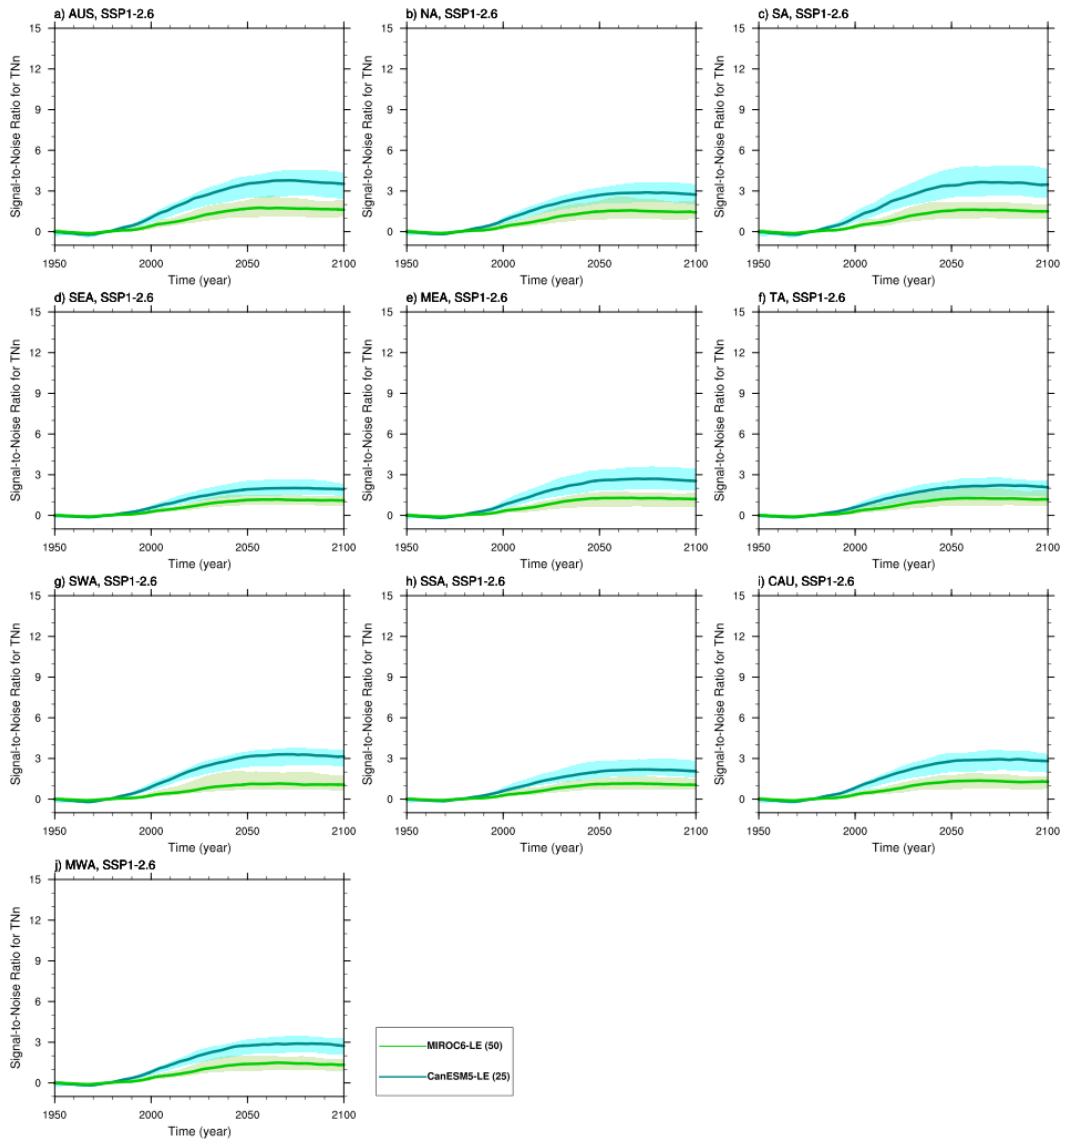 a) AUS, SSP1-2.6
b) NA, SSP1-2.6
c) SA, SSP1-2.6
Signal-to-Noise Ratio for TNn
15
12
9
6
3
0
1950 2000 2050 2100
Time (year)
Signal-to-Noise Ratio for TNn
15
12
9
6
3
0
1950 2000 2050 2100
Time (year)
Signal-to-Noise Ratio for TNn
15
12
9
6
3
0
1950 2000 2050 2100
Time (year)
d) SEA, SSP1-2.6
e) MEA, SSP1-2.6
f) TA, SSP1-2.6
Signal-to-Noise Ratio for TNn
15
12
9
6
3
0
1950 2000 2050 2100
Time (year)
Signal-to-Noise Ratio for TNn
15
12
9
6
3
0
1950 2000 2050 2100
Time (year)
Signal-to-Noise Ratio for TNn
15
12
9
6
3
0
1950 2000 2050 2100
Time (year)
g) SWA, SSP1-2.6
h) SSA, SSP1-2.6
i) CAU, SSP1-2.6
Signal-to-Noise Ratio for TNn
15
12
9
6
3
0
1950 2000 2050 2100
Time (year)
Signal-to-Noise Ratio for TNn
15
12
9
6
3
0
1950 2000 2050 2100
Time (year)
Signal-to-Noise Ratio for TNn
15
12
9
6
3
0
1950 2000 2050 2100
Time (year)
j) MWA, SSP1-2.6
Signal-to-Noise Ratio for TNn
15
12
9
6
3
0
1950 2000 2050 2100
Time (year)
MIROC6-LE (50)
CanESM5-LE (25)